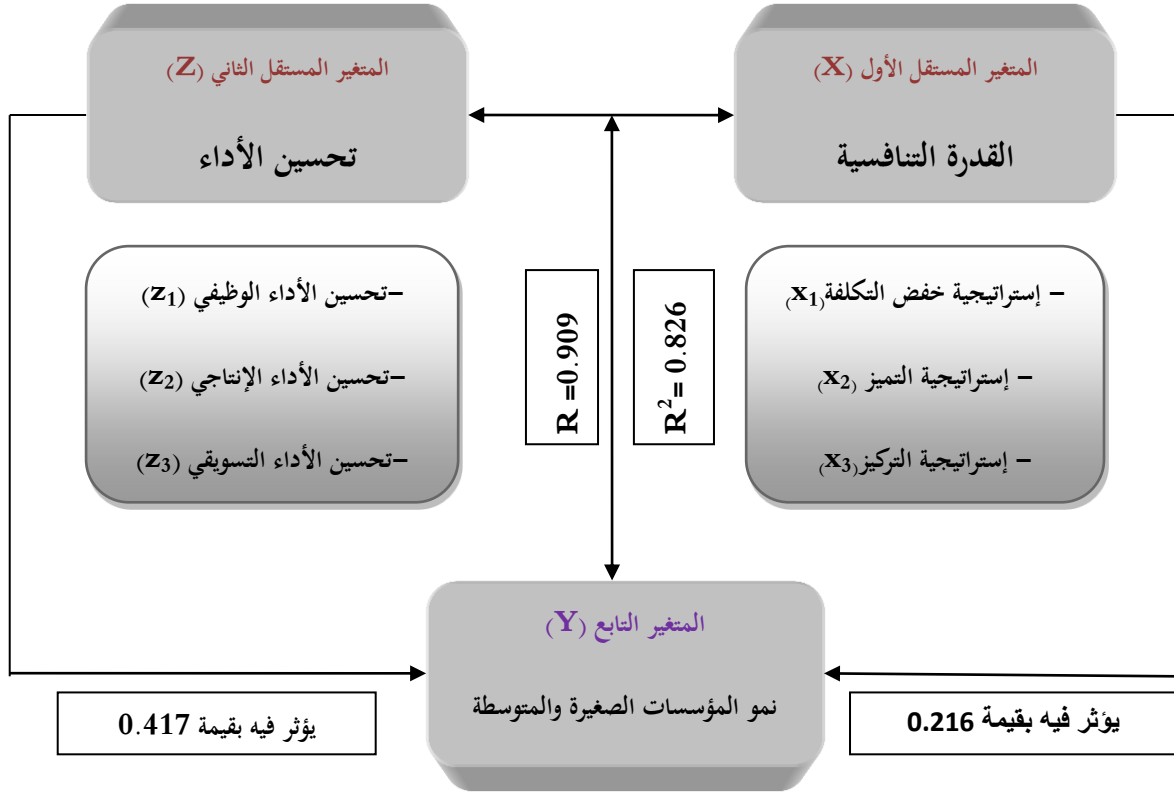 المتغير المستقل الأول (X)
القدرة التنافسية
المتغير المستقل الثاني (Z)
تحسين الأداء
– إستراتيجية خفض التكلفة(x₁)
– إستراتيجية التميز (x₂)
– إستراتيجية التركيز(x₃)
R² = 0.826
R =0.909
–تحسين الأداء الوظيفي (z₁)
–تحسين الأداء الإنتاجي (z₂)
–تحسين الأداء التسويقي (z₃)
المتغير التابع (Y)
نمو المؤسسات الصغيرة والمتوسطة
يؤثر فيه بقيمة 0.216
يؤثر فيه بقيمة 0.417